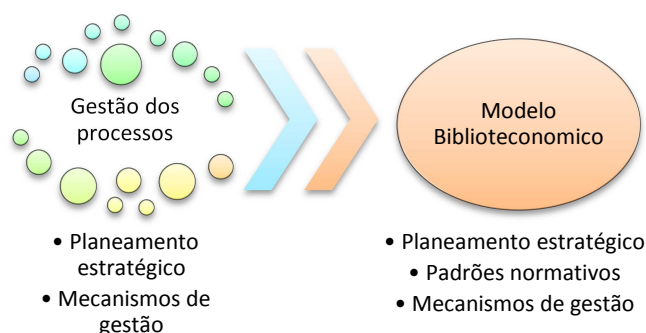 Gestão dos
processos
• Planeamento
estratégico
• Mecanismos de
gestão
Modelo
Biblioteconomico
• Planeamento estratégico
• Padrões normativos
• Mecanismos de gestão